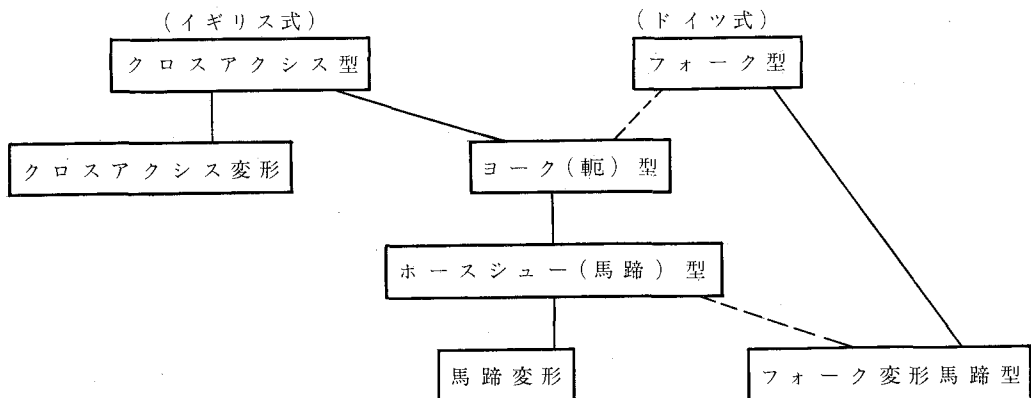 (イギリス式)
(ドイツ式)
クロスアクシス型
フォーク型
クロスアクシス変形
ヨーク(軛)型
ホースシュー(馬蹄)型
馬蹄変形
フォーク変形馬蹄型